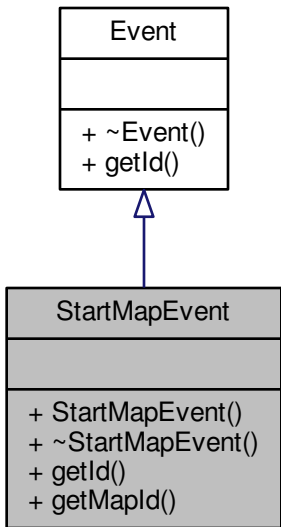 Event
+ ~Event()
+ getId()
StartMapEvent
+ StartMapEvent()
+ ~StartMapEvent()
+ getId()
+ getMapId()